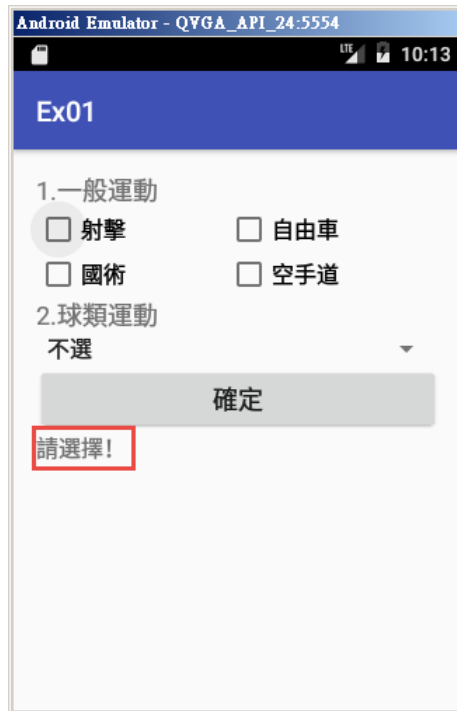 Android Emulator - QVGA_API_24:5554
LTE 10:13
Ex01
1.一般運動
射擊 自由車
國術 空手道
2.球類運動
不選
確定
請選擇!